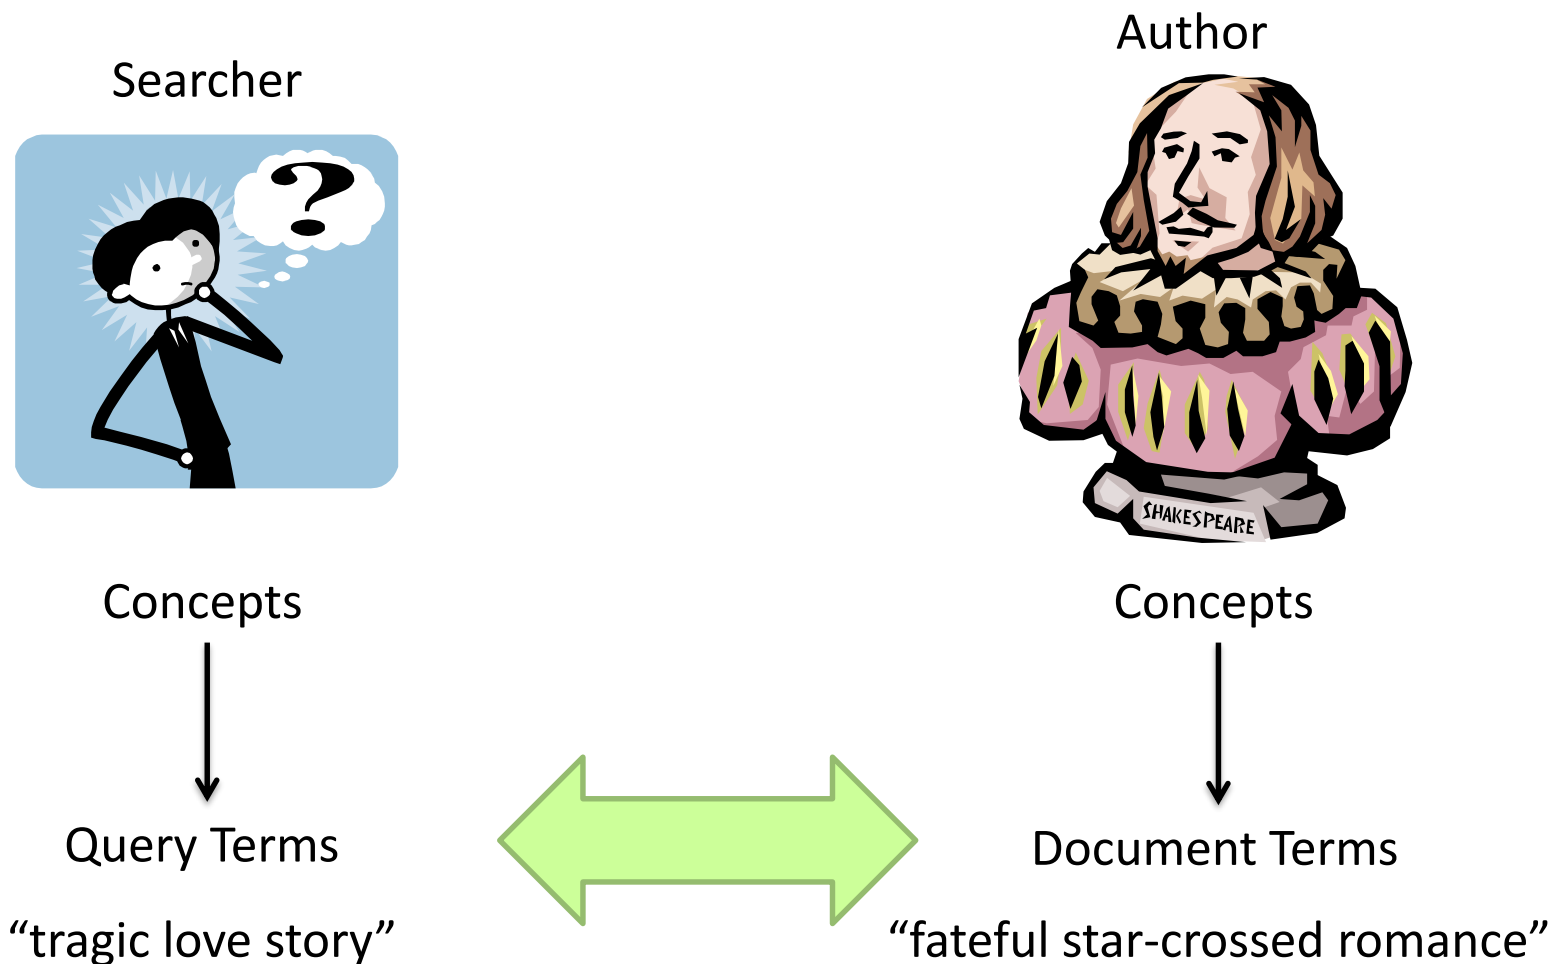 Author
Searcher
?
SHAKESPEARE
Concepts
Concepts
Query Terms
Document Terms
“tragic love story”
“fateful star-crossed romance”